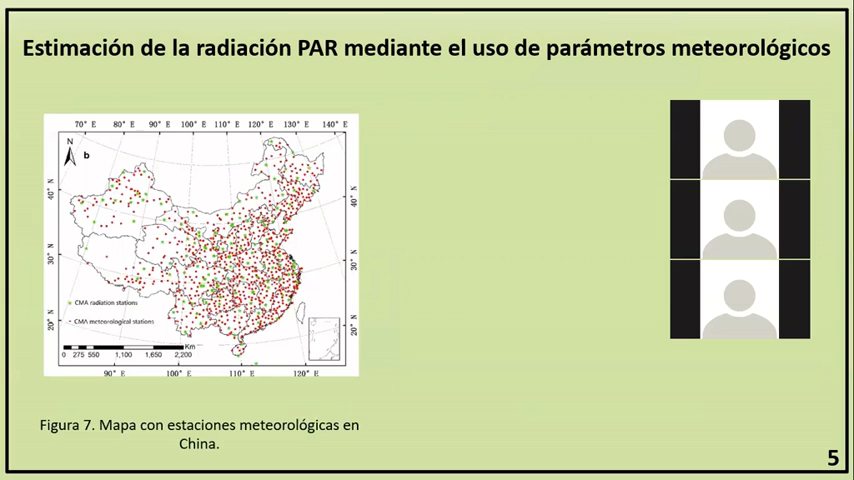 Estimación de la radiación PAR mediante el uso de parámetros meteorológicos
70° E 80° E 90° E 100° E 110° E 120° E 130° E 140° E
N
b
40° N
40° N
30° N
30° N
20° N
20° N
CMA radiation stations
CMA meteorological stations
Km
0 275 550 1,100 1,650 2,200
90° E 100° E 110° E 120° E
Figura 7. Mapa con estaciones meteorológicas en
China.
5